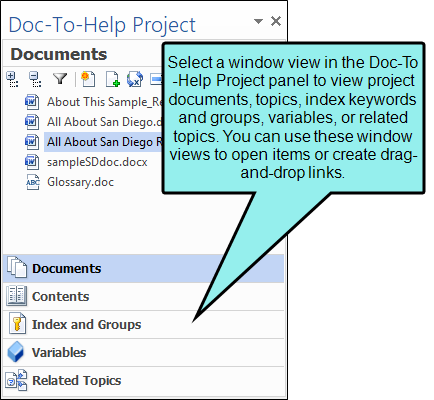 Doc-To-Help Project
Documents
Select a window view in the Doc-To
-Help Project panel to view project
documents, topics, index keywords
and groups, variables, or related
topics. You can use these window
views to open items or create drag-
and-drop links.
About This Sample_Re
All About San Diego.d
All About San Diego R
sampleSDdoc.docx
ABC Glossary.doc
Documents
Contents
Index and Groups
Variables
Related Topics